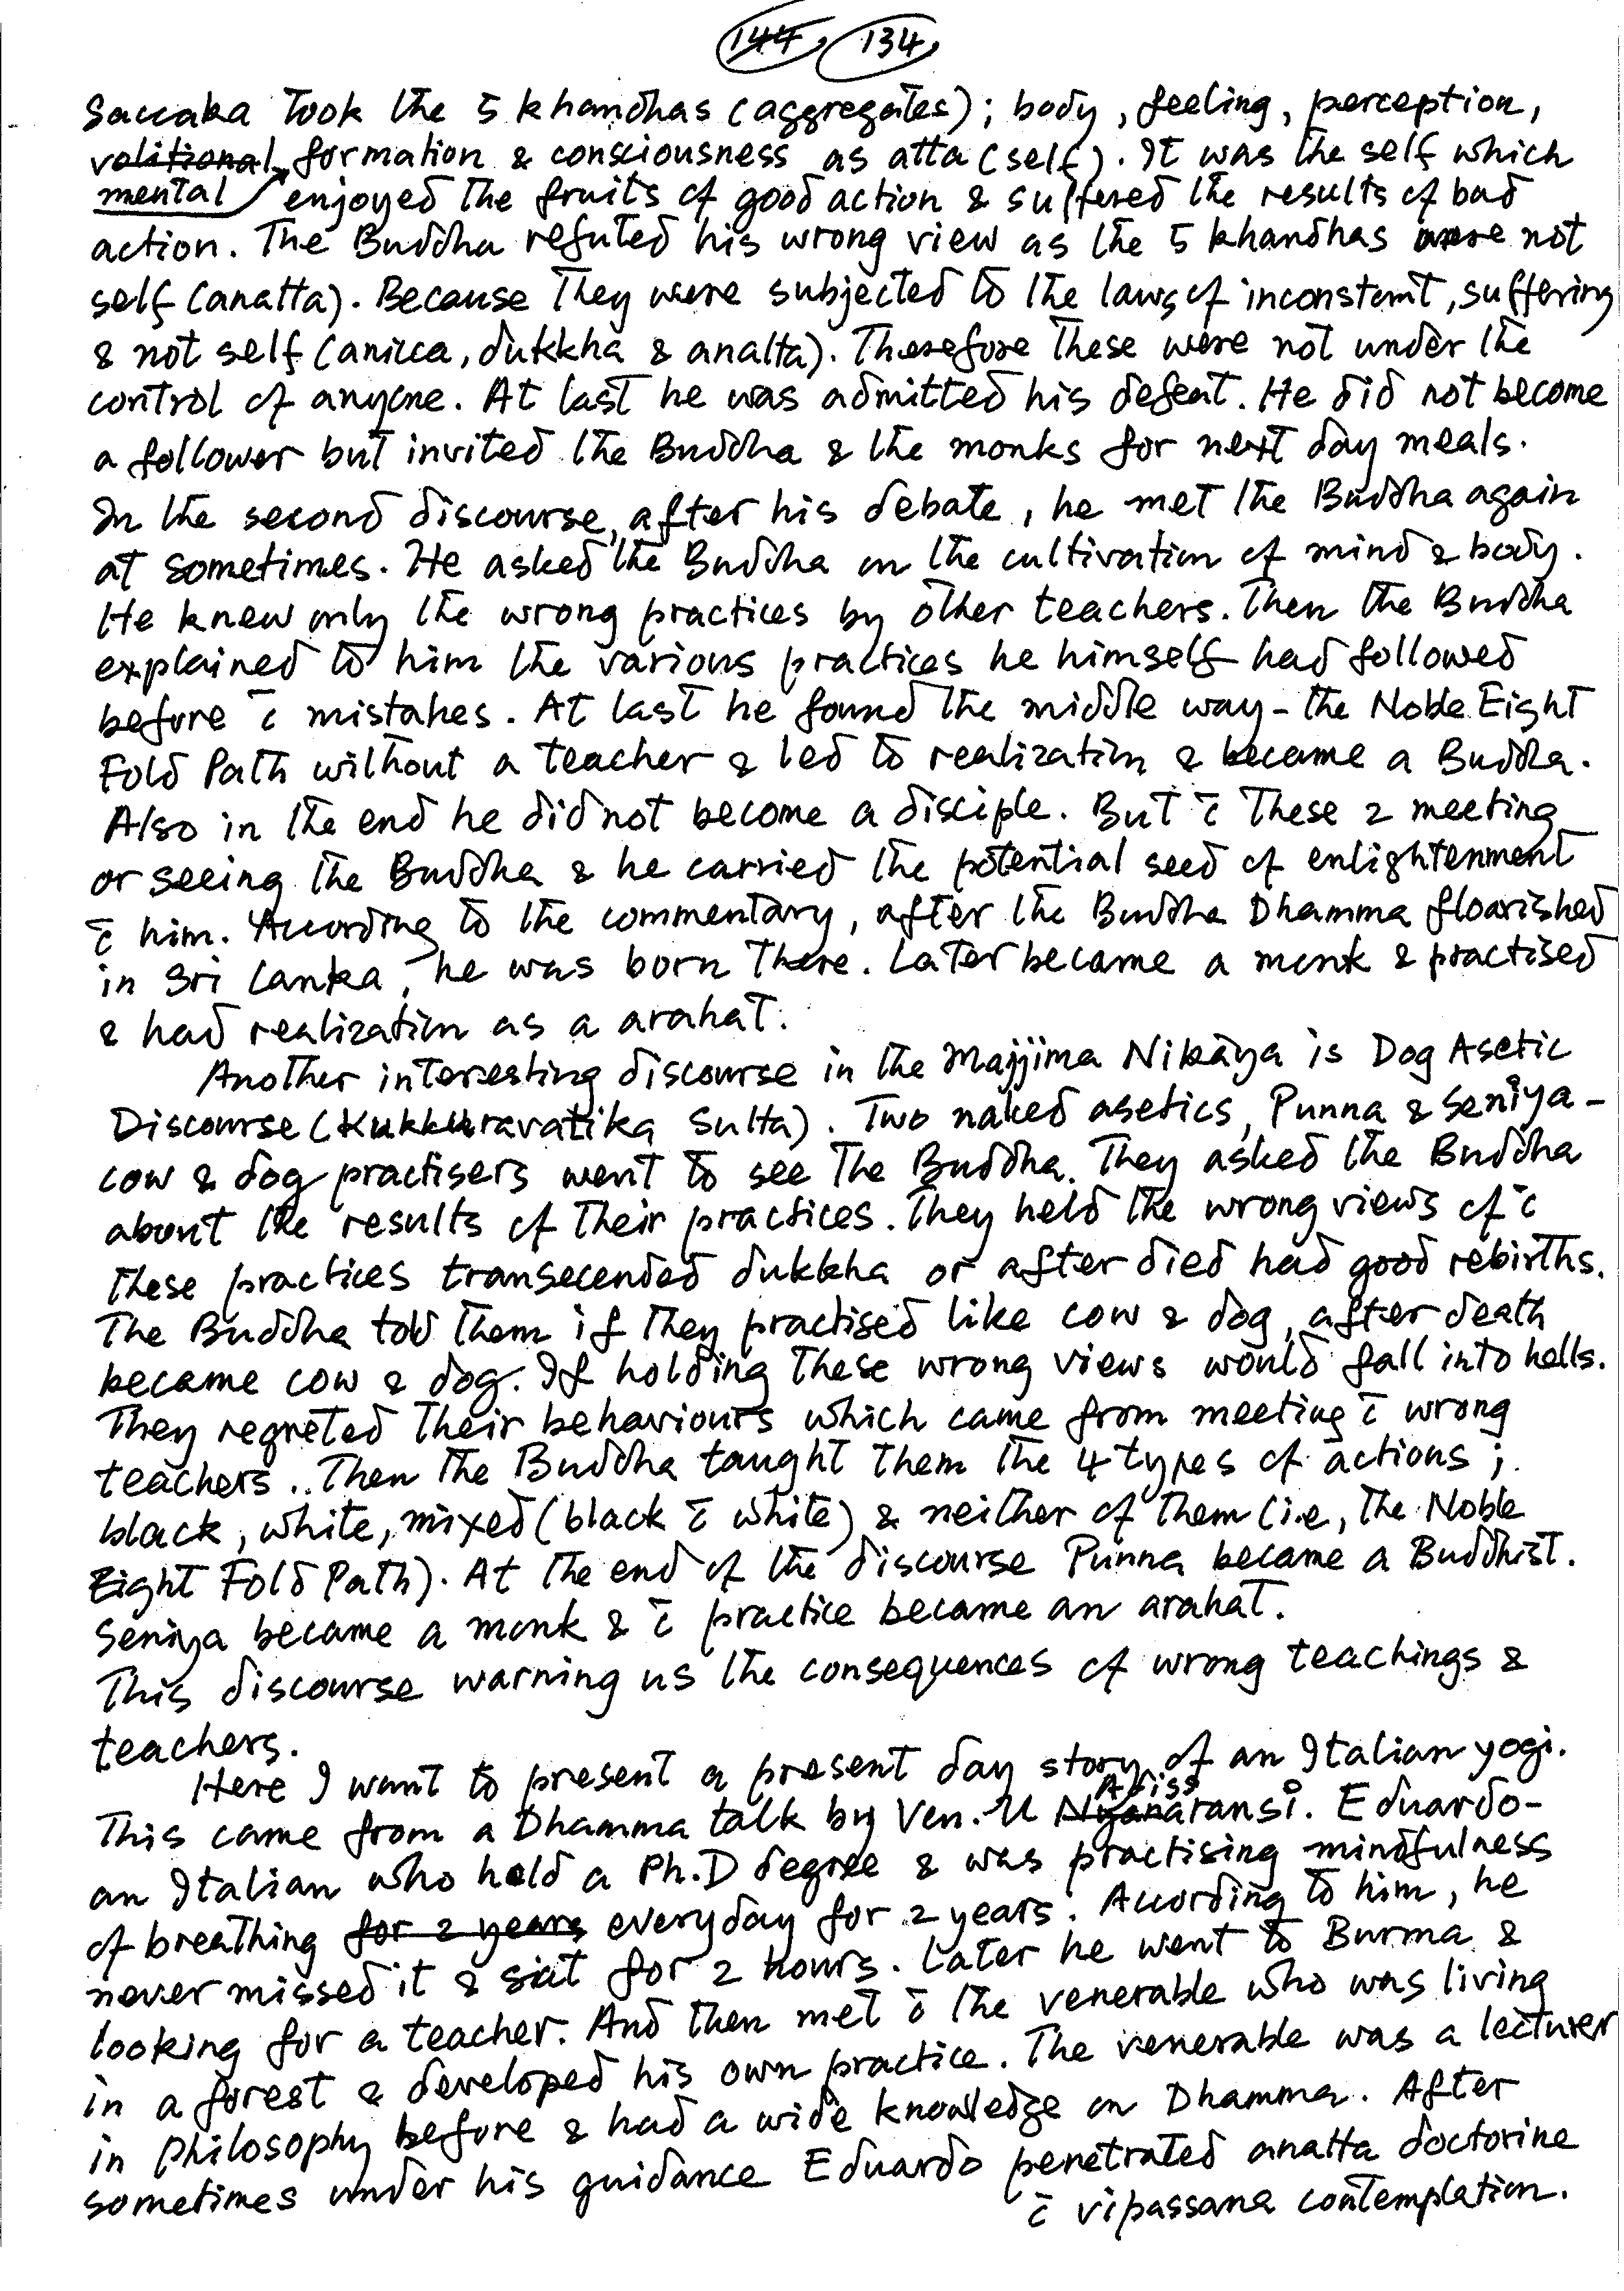 144, 134,
Saccaka took the 5 khandhas (aggregates); body, feeling, perception,
volitional, formation & consciousness as atta (self). It was the self which
mental enjoyed the fruits of good action & suffered the results of bad
action. The Buddha refuted his wrong view as the 5 khandhas were not
self (anatta). Because they were subjected to the laws of inconstant, suffering
& not self (anicca, dukkha & anatta). Therefore these were not under the
control of anyone. At last he was admitted his defeat. He did not become
a follower but invited the Buddha & the monks for next day meals.
In the second discourse, after his debate, he met the Buddha again
at sometimes. He asked the Buddha on the cultivation of mind & body.
He knew only the wrong practices by other teachers. Then the Buddha
explained to him the various practices he himself had followed
before c̄ mistakes. At last he found the middle way - the Noble Eight
Fold Path without a teacher & led to realization & became a Buddha.
Also in the end he did not become a disciple. But c̄ these 2 meeting
or seeing the Buddha & he carried the potential seed of enlightenment
c̄ him. According to the commentary, after the Buddha Dhamma floarished
in Sri Lanka, he was born there. Later became a monk & practised
& had realization as a arahat.
Another interesting discourse in the Majjima Nikāya is Dog Asetic
Discourse (Kukkuravatika Sutta). Two naked asetics, Punna & Seniya -
cow & dog practisers went to see the Buddha. They asked the Buddha
about the results of their practices. They held the wrong views of c̄
these practices transecended dukkha or after died had good rebirths.
The Buddha told them if they practised like cow & dog, after death
became cow & dog. If holding these wrong views would fall into hells.
They regreted their behaviours which came from meeting c̄ wrong
teachers.. Then the Buddha taught them the 4 types of actions;
black, white, mixed (black c̄ white) & neither of them (i.e, the Noble
Eight Fold Path). At the end of the discourse Punna became a Buddhist.
Seniya became a monk & c̄ practice became an arahat.
This discourse warning us the consequences of wrong teachings &
teachers.
Here I want to present a present day story of an Italian yogi.
This came from a Dhamma talk by Ven. U Nyanaransi. Eduardo-
an Italian who hold a Ph.D degree & was practising mindfulness
of breathing for 2 years everyday for 2 years. According to him, he
never missed it & sat for 2 hours. Later he went to Burma &
looking for a teacher. And then met c̄ the venerable who was living
in a forest & developed his own practice. The venerable was a lecturer
in philosophy before & had a wide knowledge on Dhamma. After
sometimes under his guidance Eduardo penetrated anatta doctorine
c̄ vipassana contemplation.